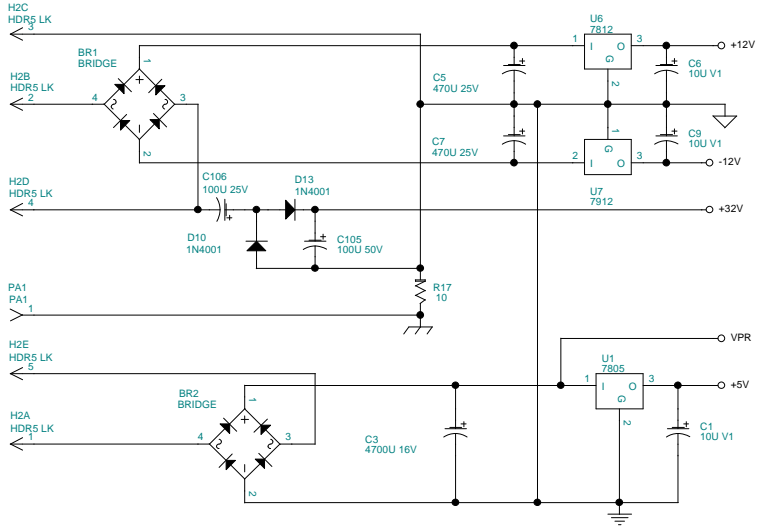 H2C
HDR5 LK
3
U6
7812
1
I
O
3
+12V
G
2
BR1
BRIDGE
1
+
C5
470U 25V
+
C6
10U V1
+
H2B
HDR5 LK
2
4
3
-
2
C7
470U 25V
+
1
G
C9
10U V1
+
2
I
O
3
-12V
U7
7912
C106
100U 25V
+
D13
1N4001
H2D
HDR5 LK
4
+32V
D10
1N4001
C105
100U 50V
+
R17
10
PA1
PA1
1
VPR
H2E
HDR5 LK
5
U1
7805
1
I
O
3
+5V
G
2
BR2
BRIDGE
1
+
H2A
HDR5 LK
1
4
3
-
2
C3
4700U 16V
+
C1
10U V1
+